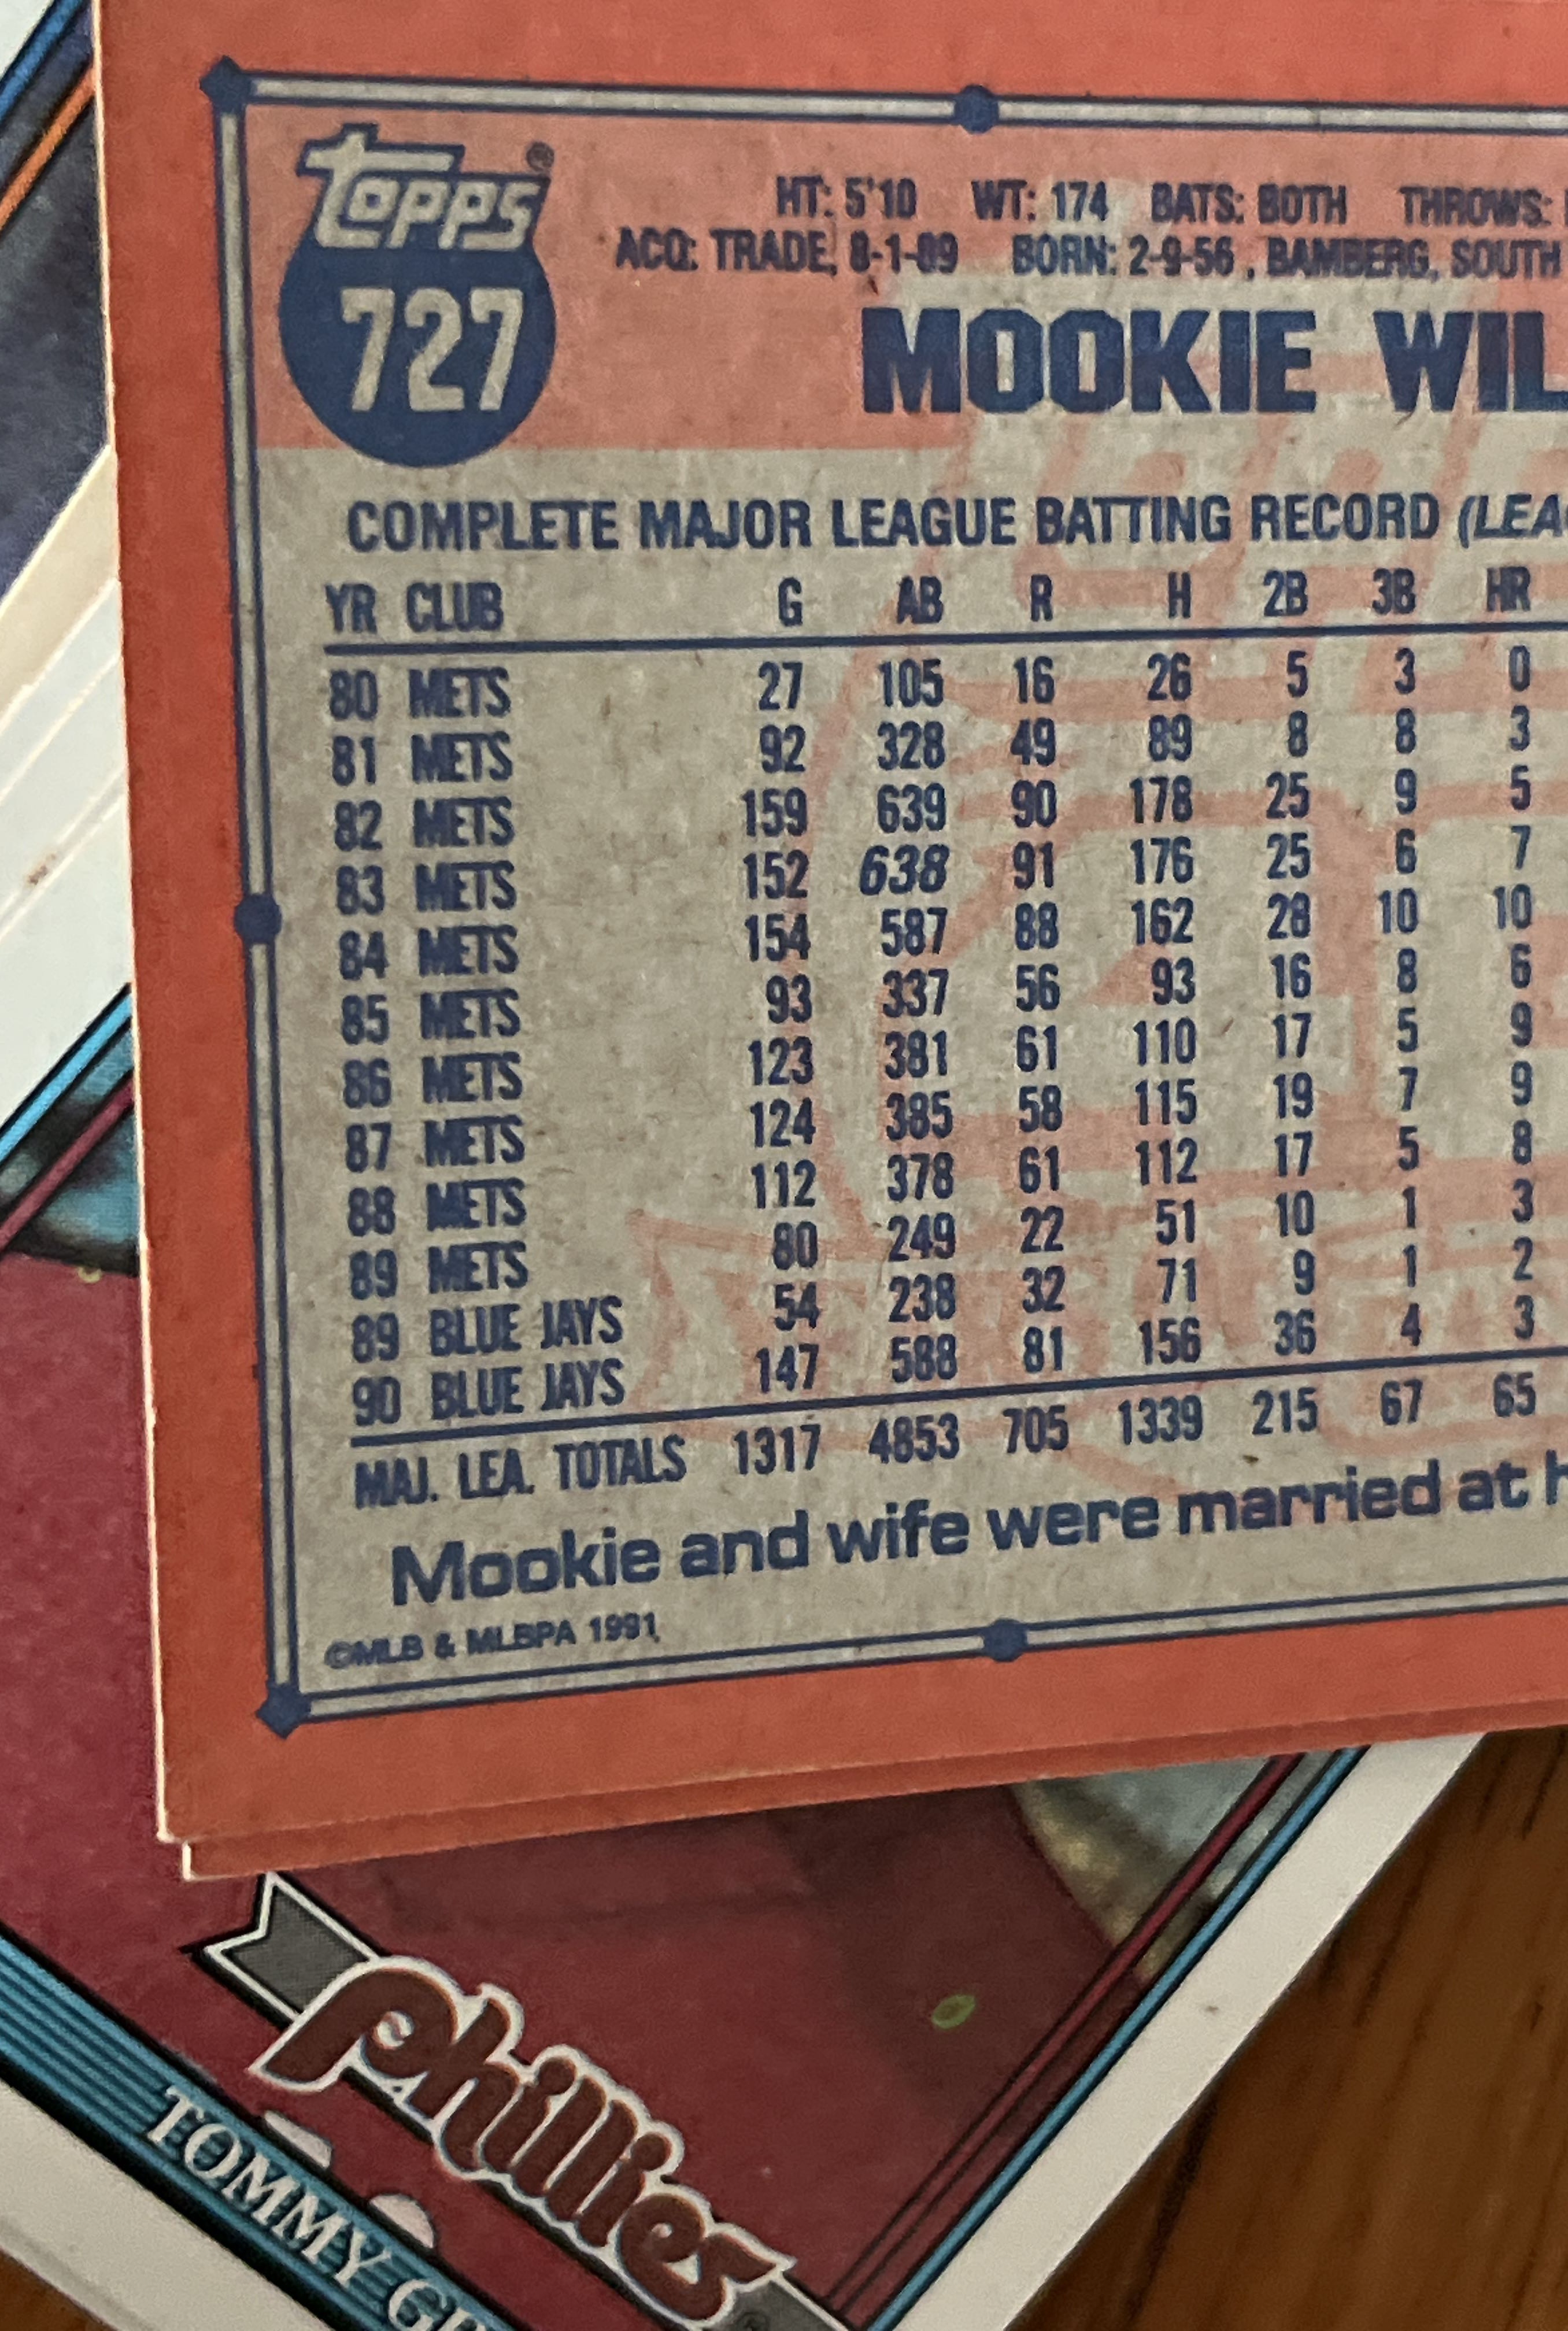 topps®
727
HT: 5'10 WT: 174 BATS: BOTH THROWS:
ACQ: TRADE, 8-1-89 BORN: 2-9-56, BAMBERG, SOUTH
MOOKIE WIL
COMPLETE MAJOR LEAGUE BATTING RECORD (LEA
YR CLUB G AB R H 2B 3B HR
80 METS 27 105 16 26 5 3 0
81 METS 92 328 49 89 8 8 3
82 METS 159 639 90 178 25 9 5
83 METS 152 638 91 176 25 6 7
84 METS 154 587 88 162 28 10 10
85 METS 93 337 56 93 16 8 6
86 METS 123 381 61 110 17 5 9
87 METS 124 385 58 115 19 7 9
88 METS 112 378 61 112 17 5 8
89 METS 80 249 22 51 10 1 3
89 BLUE JAYS 54 238 32 71 9 1 2
90 BLUE JAYS 147 588 81 156 36 4 3
MAJ. LEA. TOTALS 1317 4853 705 1339 215 67 65
Mookie and wife were married at h
©MLB & MLBPA 1991
Phillies
TOMMY GR